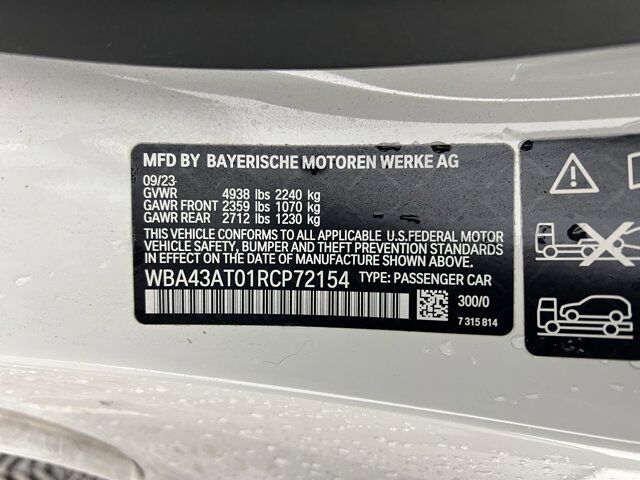 MFD BY BAYERISCHE MOTOREN WERKE AG
09/23
GVWR 4938 lbs 2240 kg
GAWR FRONT 2359 lbs 1070 kg
GAWR REAR 2712 lbs 1230 kg
THIS VEHICLE CONFORMS TO ALL APPLICABLE U.S.FEDERAL MOTOR
VEHICLE SAFETY, BUMPER AND THEFT PREVENTION STANDARDS
IN EFFECT ON THE DATE OF MANUFACTURE SHOWN ABOVE.
WBA43AT01RCP72154 TYPE: PASSENGER CAR
300/0
7 315 814